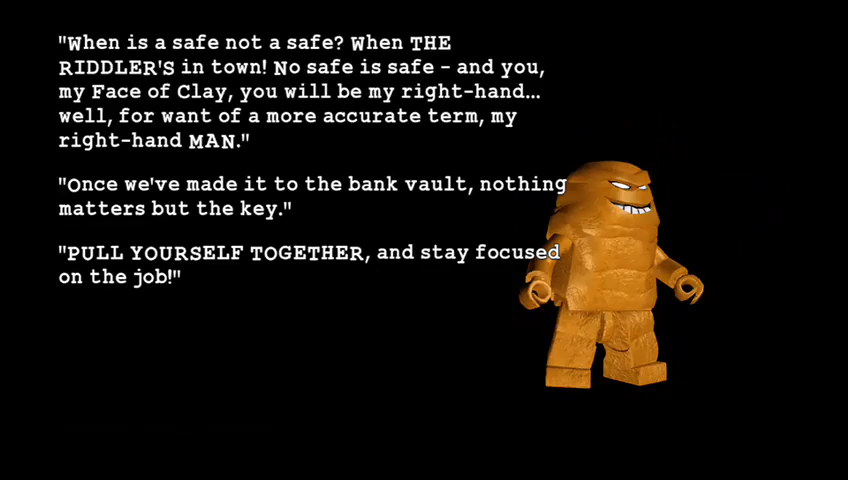 "When is a safe not a safe? When THE
RIDDLER'S in town! No safe is safe - and you,
my Face of Clay, you will be my right-hand...
well, for want of a more accurate term, my
right-hand MAN."
"Once we've made it to the bank vault, nothing
matters but the key."
"PULL YOURSELF TOGETHER, and stay focused
on the job!"